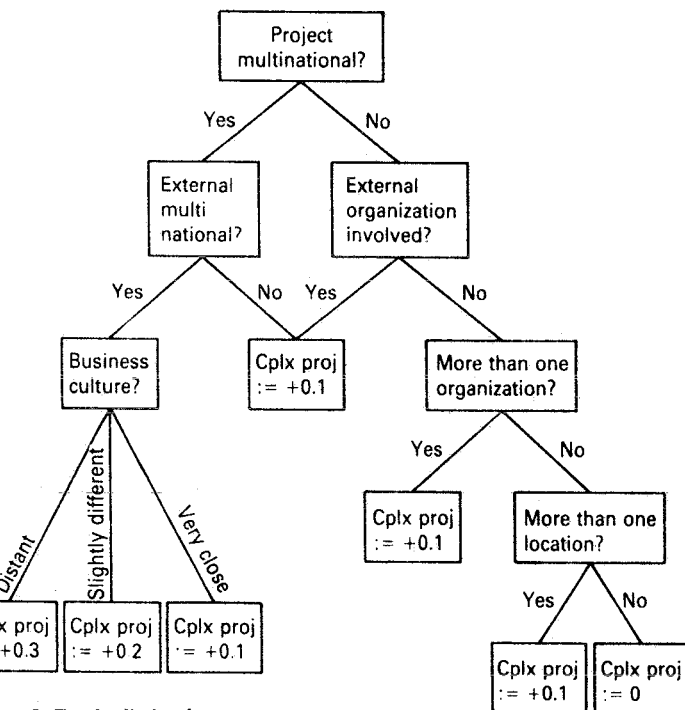 Project
multinational?
Yes
No
External
multi
national?
External
organization
involved?
Yes
No
Yes
No
Business
culture?
Cplx proj
:= +0.1
More than one
organization?
Distant
Slightly different
Very close
Yes
No
Cplx proj
:= +0.1
More than one
location?
x proj
+0.3
Cplx proj
:= +0 2
Cplx proj
:= +0.1
Yes
No
Cplx proj
:= +0.1
Cplx proj
:= 0